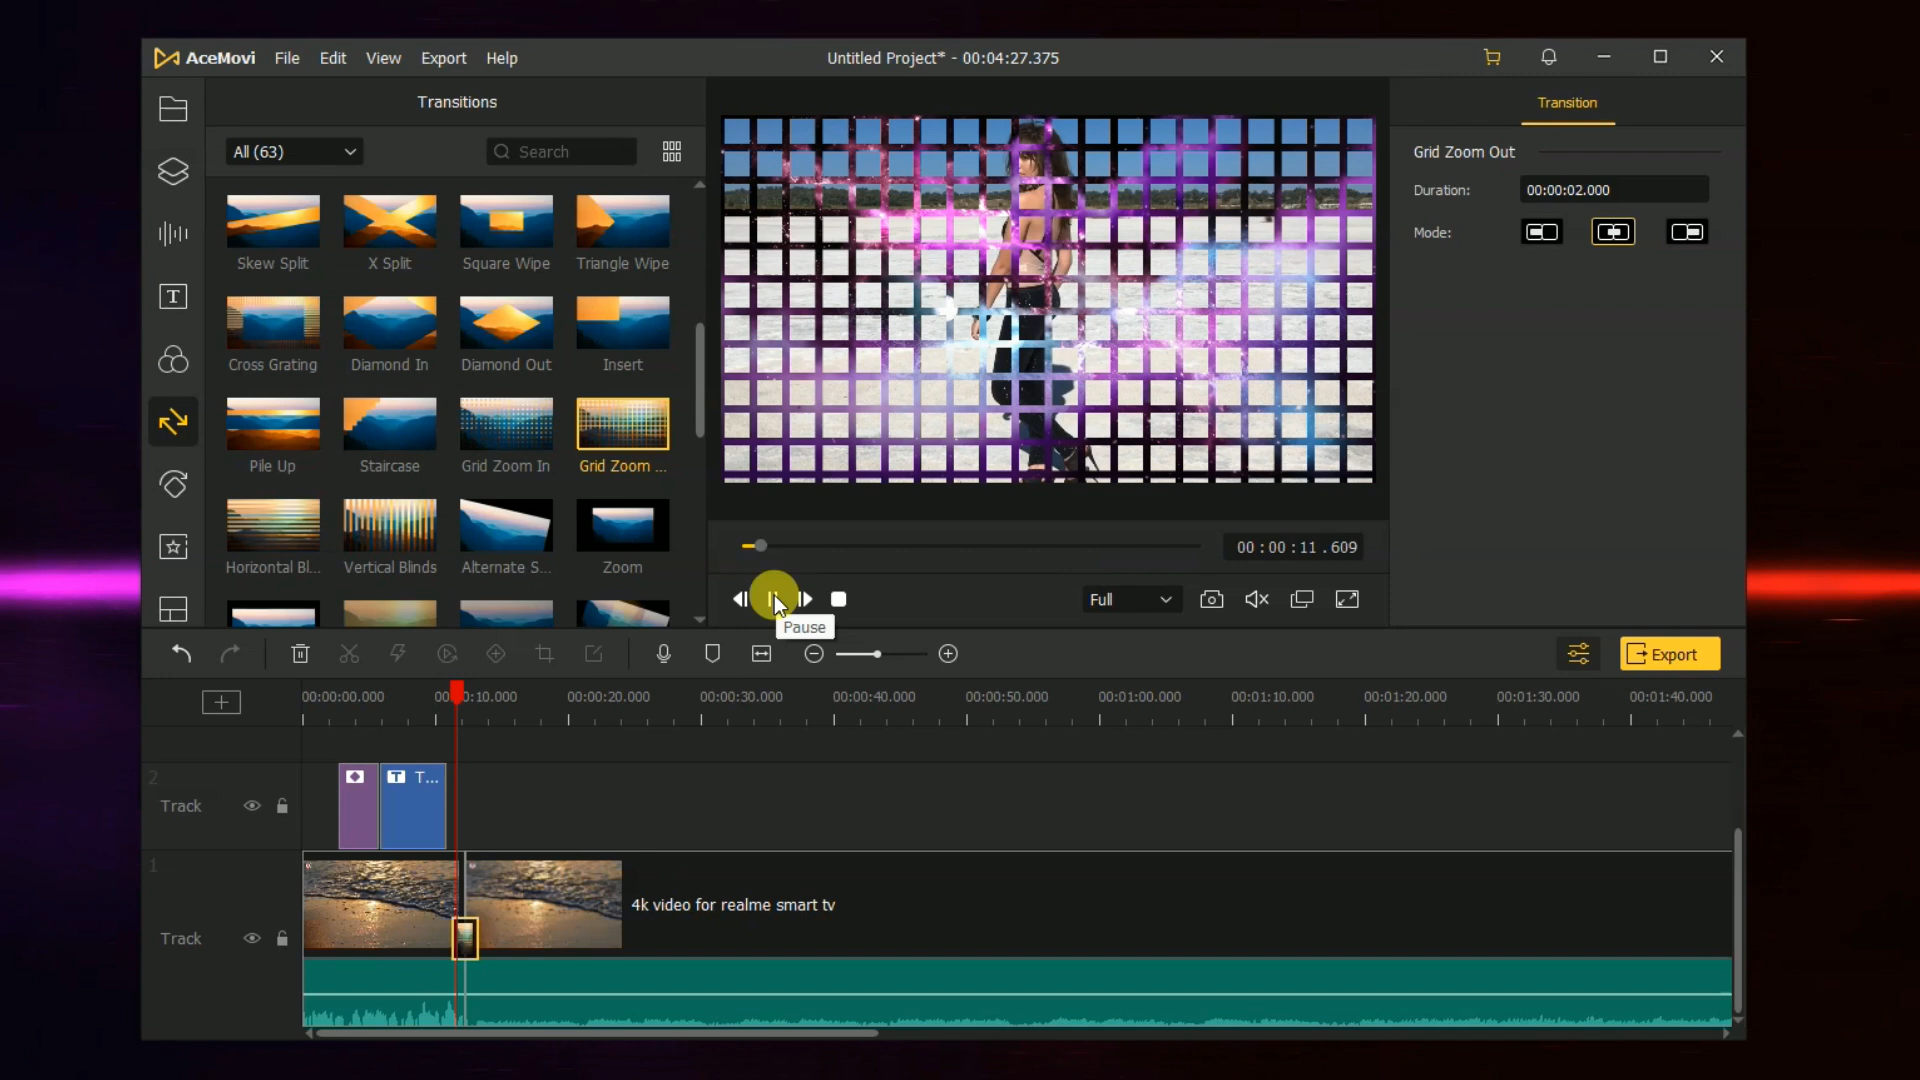 AceMovi File Edit View Export Help
Untitled Project* - 00:04:27.375
Transitions
All (63)
Search
Skew Split X Split Square Wipe Triangle Wipe
Cross Grating Diamond In Diamond Out Insert
Pile Up Staircase Grid Zoom In Grid Zoom ...
Horizontal Bl... Vertical Blinds Alternate S... Zoom
00 : 00 : 11 . 609
Full
Pause
Transition
Grid Zoom Out
Duration: 00:00:02.000
Mode:
Export
00:00:00.000 00:00:20.000 00:00:30.000 00:00:40.000 00:00:50.000 00:01:00.000 00:01:10.000 00:01:20.000 00:01:30.000 00:01:40.000
2
T T...
Track
1
4k video for realme smart tv
Track